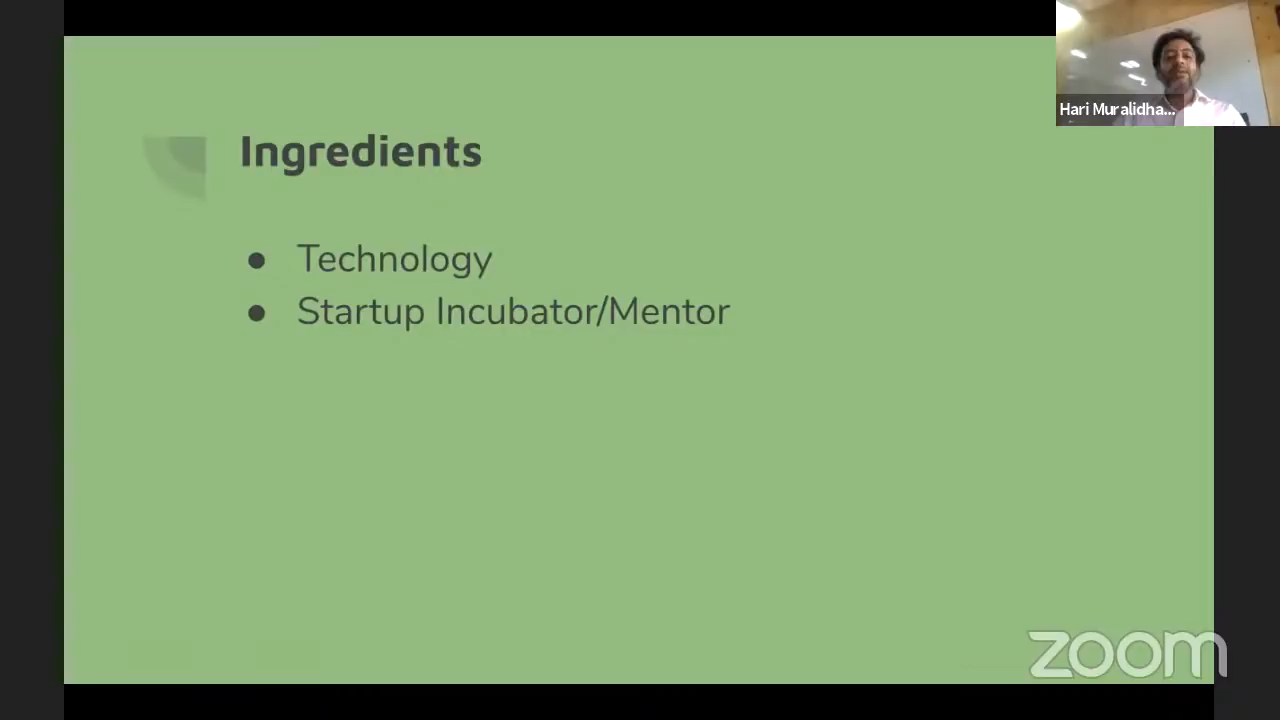 Ingredients
● Technology
● Startup Incubator/Mentor
Hari Muralidha...
zoom